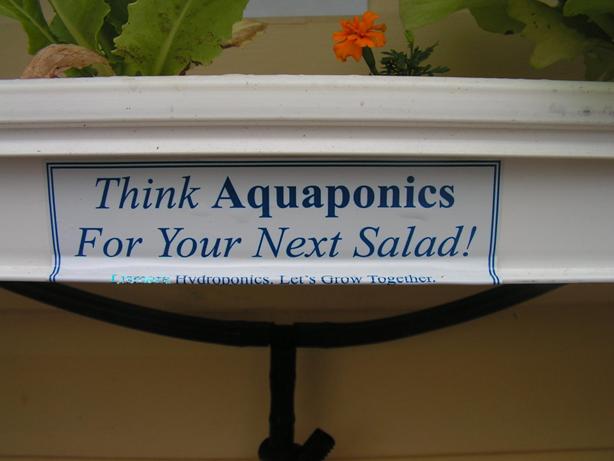 Think Aquaponics
For Your Next Salad!
Hydroponics. Let's Grow Together.